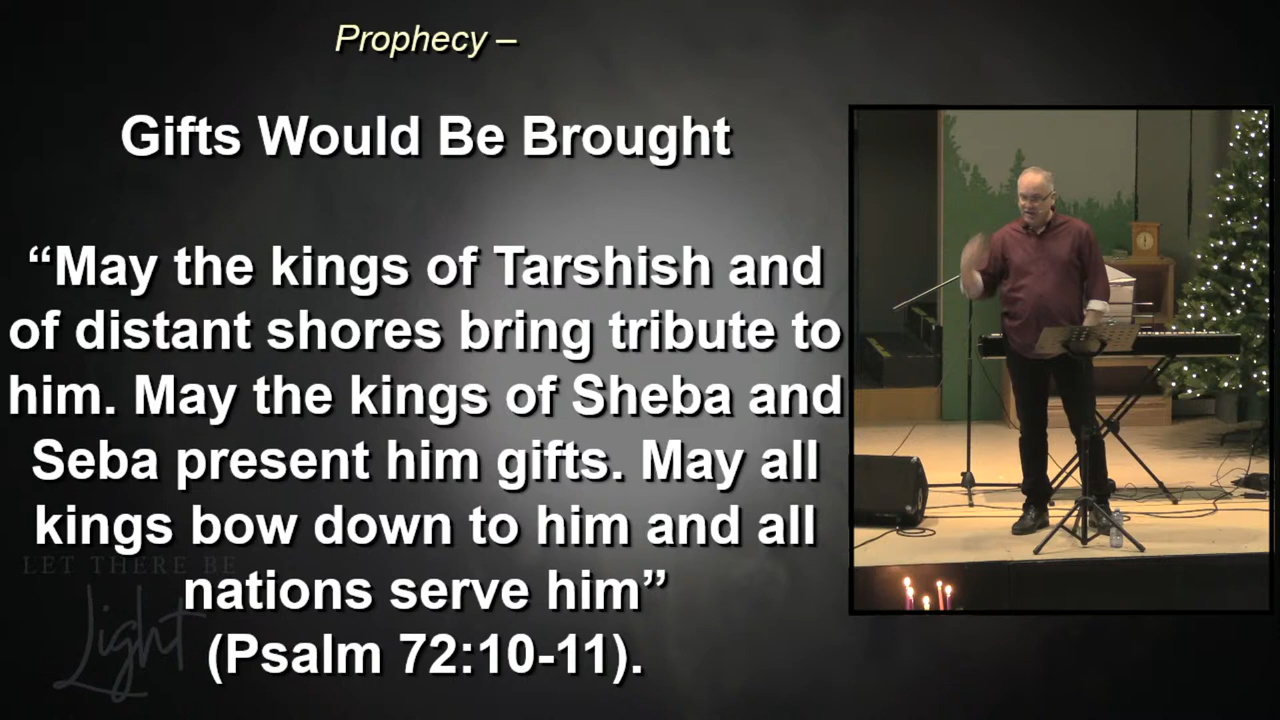 Prophecy –
Gifts Would Be Brought
“May the kings of Tarshish and
of distant shores bring tribute to
him. May the kings of Sheba and
Seba present him gifts. May all
kings bow down to him and all
nations serve him”
(Psalm 72:10-11).
LET THERE BE
Light